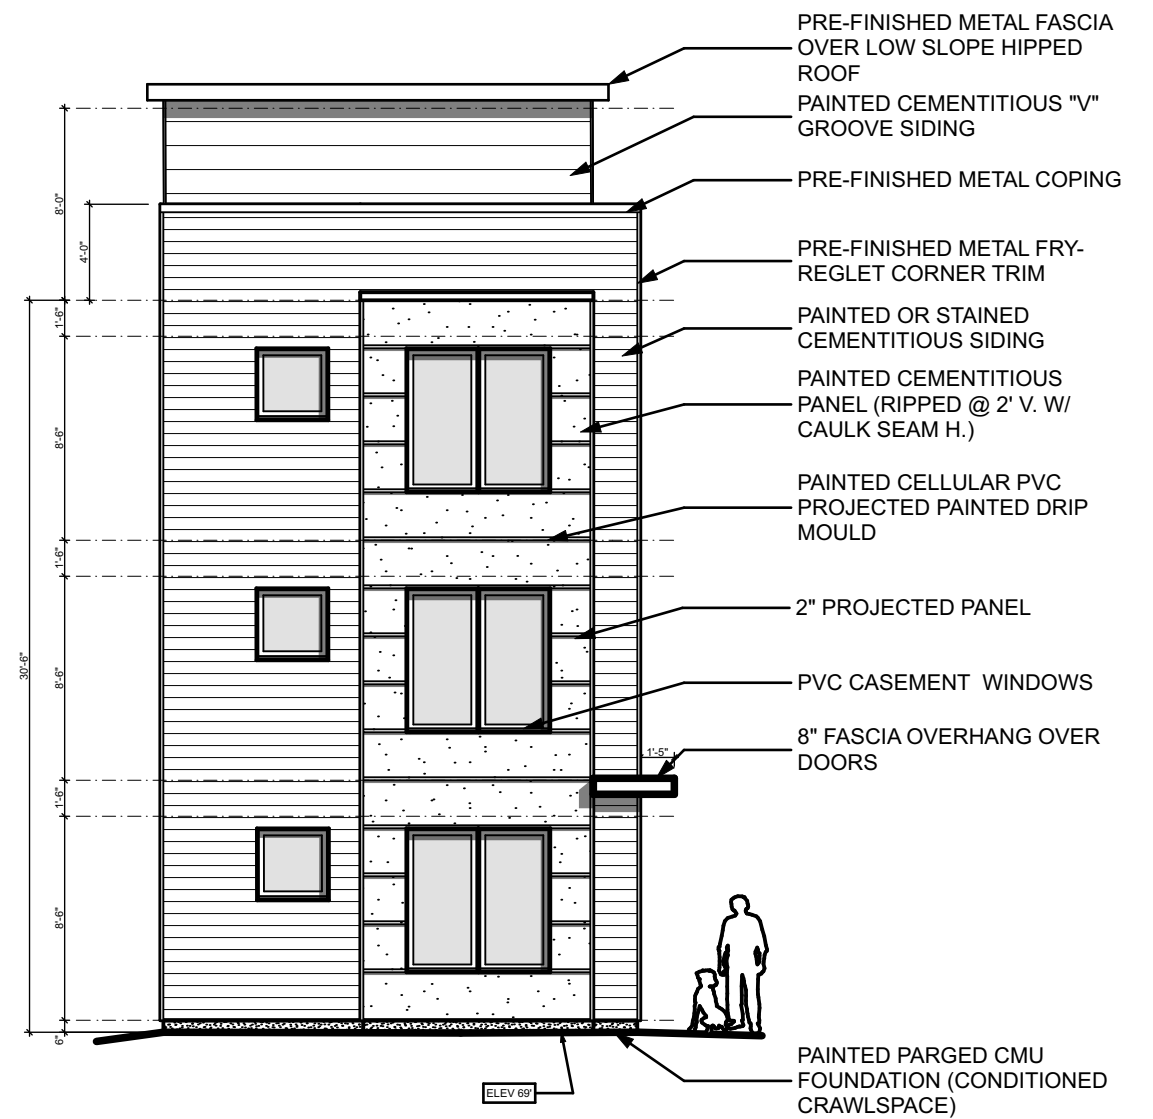 PRE-FINISHED METAL FASCIA
OVER LOW SLOPE HIPPED
ROOF
PAINTED CEMENTITIOUS "V"
GROOVE SIDING
PRE-FINISHED METAL COPING
PRE-FINISHED METAL FRY-
REGLET CORNER TRIM
PAINTED OR STAINED
CEMENTITIOUS SIDING
PAINTED CEMENTITIOUS
PANEL (RIPPED @ 2' V. W/
CAULK SEAM H.)
PAINTED CELLULAR PVC
PROJECTED PAINTED DRIP
MOULD
2" PROJECTED PANEL
PVC CASEMENT WINDOWS
8" FASCIA OVERHANG OVER
DOORS
PAINTED PARGED CMU
FOUNDATION (CONDITIONED
CRAWLSPACE)
8'-0"
4'-0"
1'-6"
8'-6"
1'-6"
8'-6"
1'-6"
8'-6"
6"
30'-6"
1'-5"
ELEV 69'